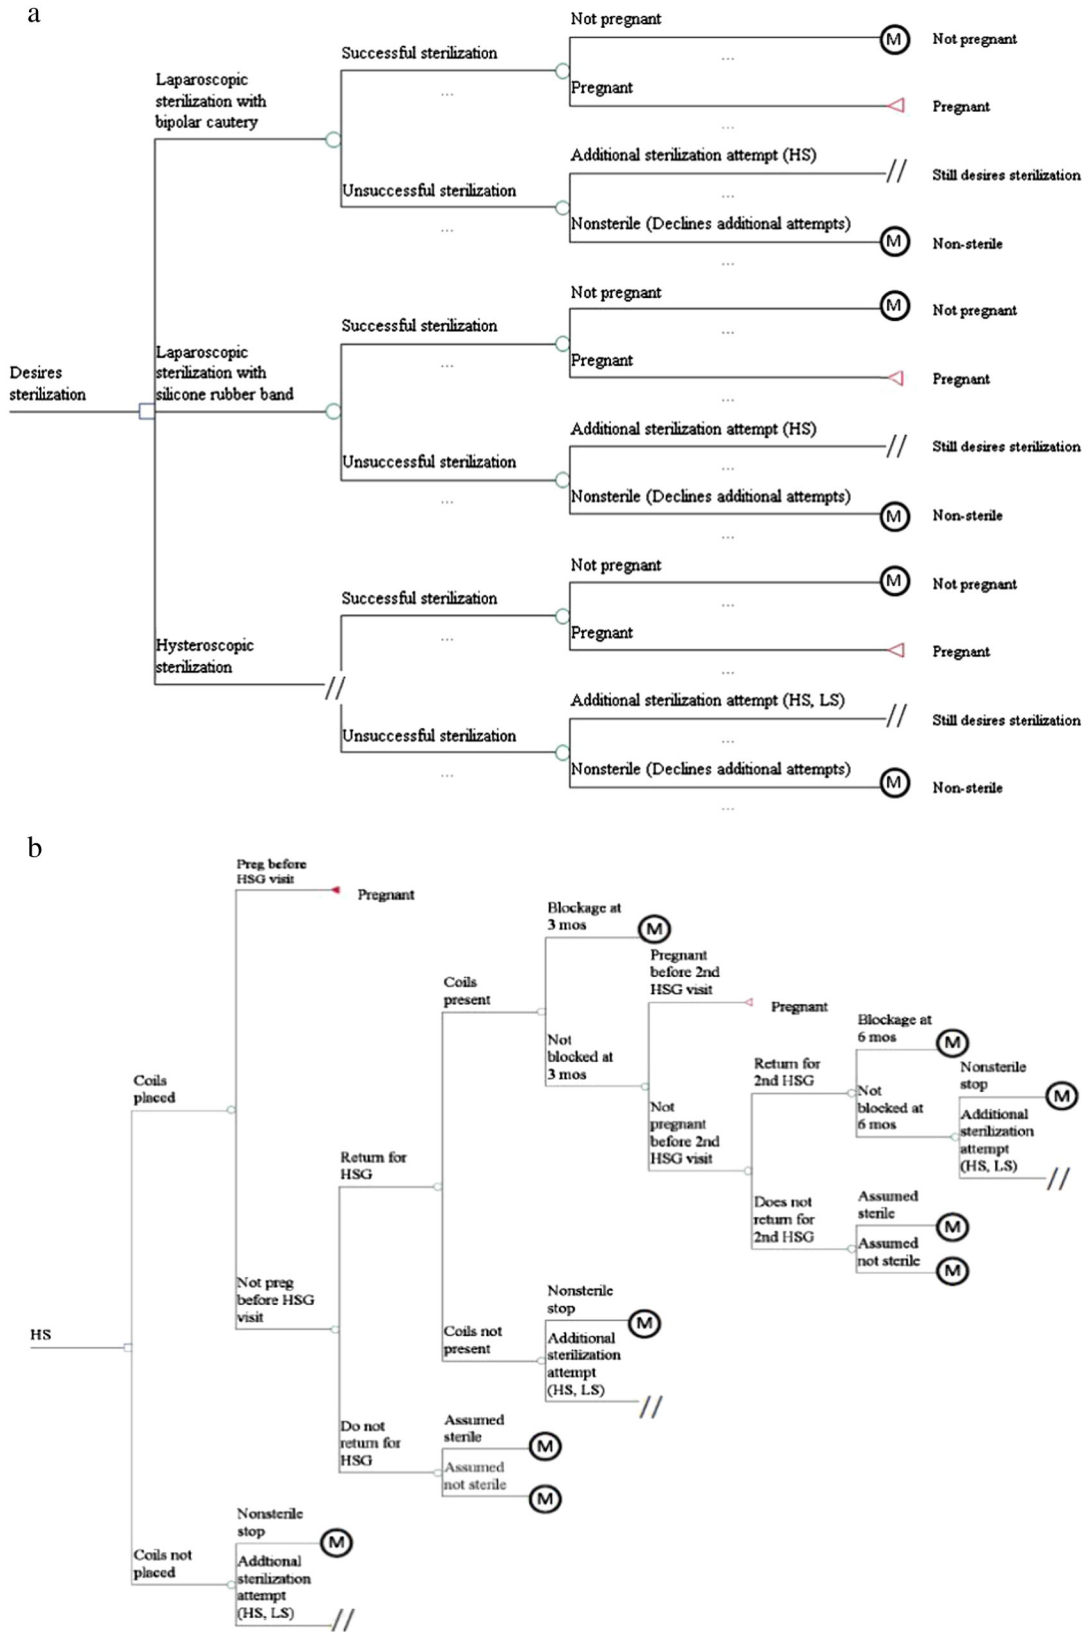 a
Not pregnant
M
Not pregnant
Successful sterilization
...
...
Pregnant
Pregnant
...
Laparoscopic
sterilization with
bipolar cautery
Additional sterilization attempt (HS)
Still desires sterilization
...
Unsuccessful sterilization
...
Nonsterile (Declines additional attempts)
M
Non-sterile
...
Not pregnant
M
Not pregnant
...
Successful sterilization
...
Pregnant
Pregnant
...
Desires
sterilization
Laparoscopic
sterilization with
silicone rubber band
Additional sterilization attempt (HS)
Still desires sterilization
...
Unsuccessful sterilization
...
Nonsterile (Declines additional attempts)
M
Non-sterile
...
Not pregnant
M
Not pregnant
...
Successful sterilization
...
Pregnant
Pregnant
...
Hysteroscopic
sterilization
//
Additional sterilization attempt (HS, LS)
Still desires sterilization
...
Unsuccessful sterilization
...
Nonsterile (Declines additional attempts)
M
Non-sterile
...
b
Preg before
HSG visit
Pregnant
Blockage at
3 mos
M
Pregnant
before 2nd
HSG visit
Pregnant
Coils
present
Not
blocked at
3 mos
Blockage at
6 mos
M
Return for
2nd HSG
Not
blocked at
6 mos
Nonsterile
stop
M
Additional
sterilization
attempt
(HS, LS)
//
Coils
placed
Not
pregnant
before 2nd
HSG visit
Return for
HSG
Does not
return for
2nd HSG
Assumed
sterile
M
Assumed
not sterile
M
Not preg
before HSG
visit
Nonsterile
stop
M
HS
Coils not
present
Additional
sterilization
attempt
(HS, LS)
//
Do not
return for
HSG
Assumed
sterile
M
Assumed
not sterile
M
Nonsterile
stop
M
Coils not
placed
Addtional
sterilization
attempt
(HS, LS)
//